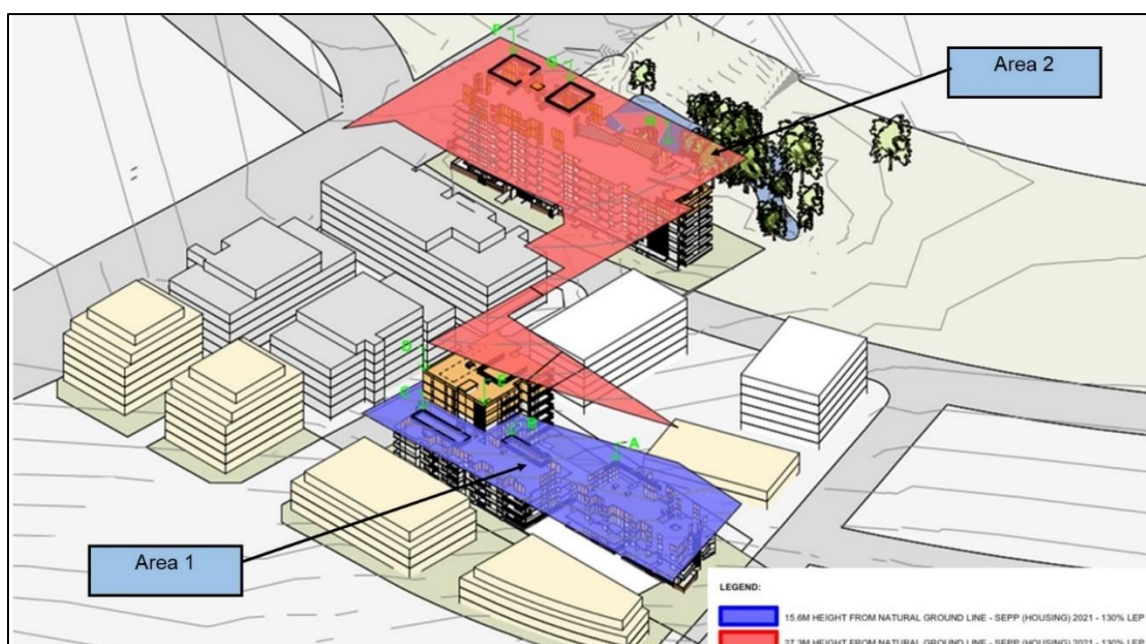 Area 2
A
B
Area 1
LEGEND:
15.6M HEIGHT FROM NATURAL GROUND LINE - SEPP (HOUSING) 2021 - 130% LEP
27.3M HEIGHT FROM NATURAL GROUND LINE - SEPP (HOUSING) 2021 - 130% LEP